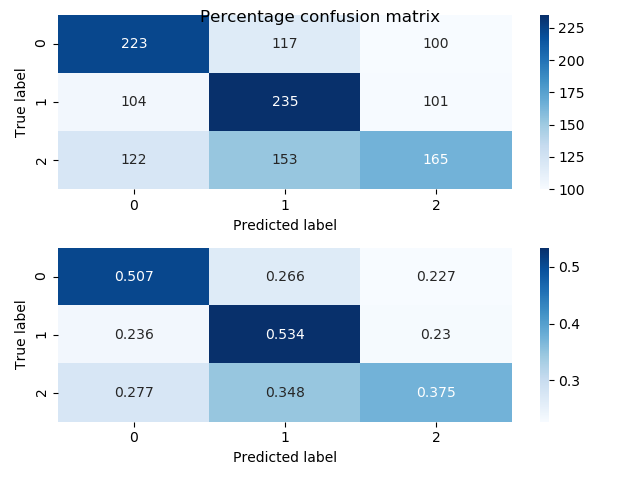 Percentage confusion matrix
True label
0 223 117 100
1 104 235 101
2 122 153 165
0 1 2
Predicted label
225
200
175
150
125
100
True label
0 0.507 0.266 0.227
1 0.236 0.534 0.23
2 0.277 0.348 0.375
0 1 2
Predicted label
0.5
0.4
0.3